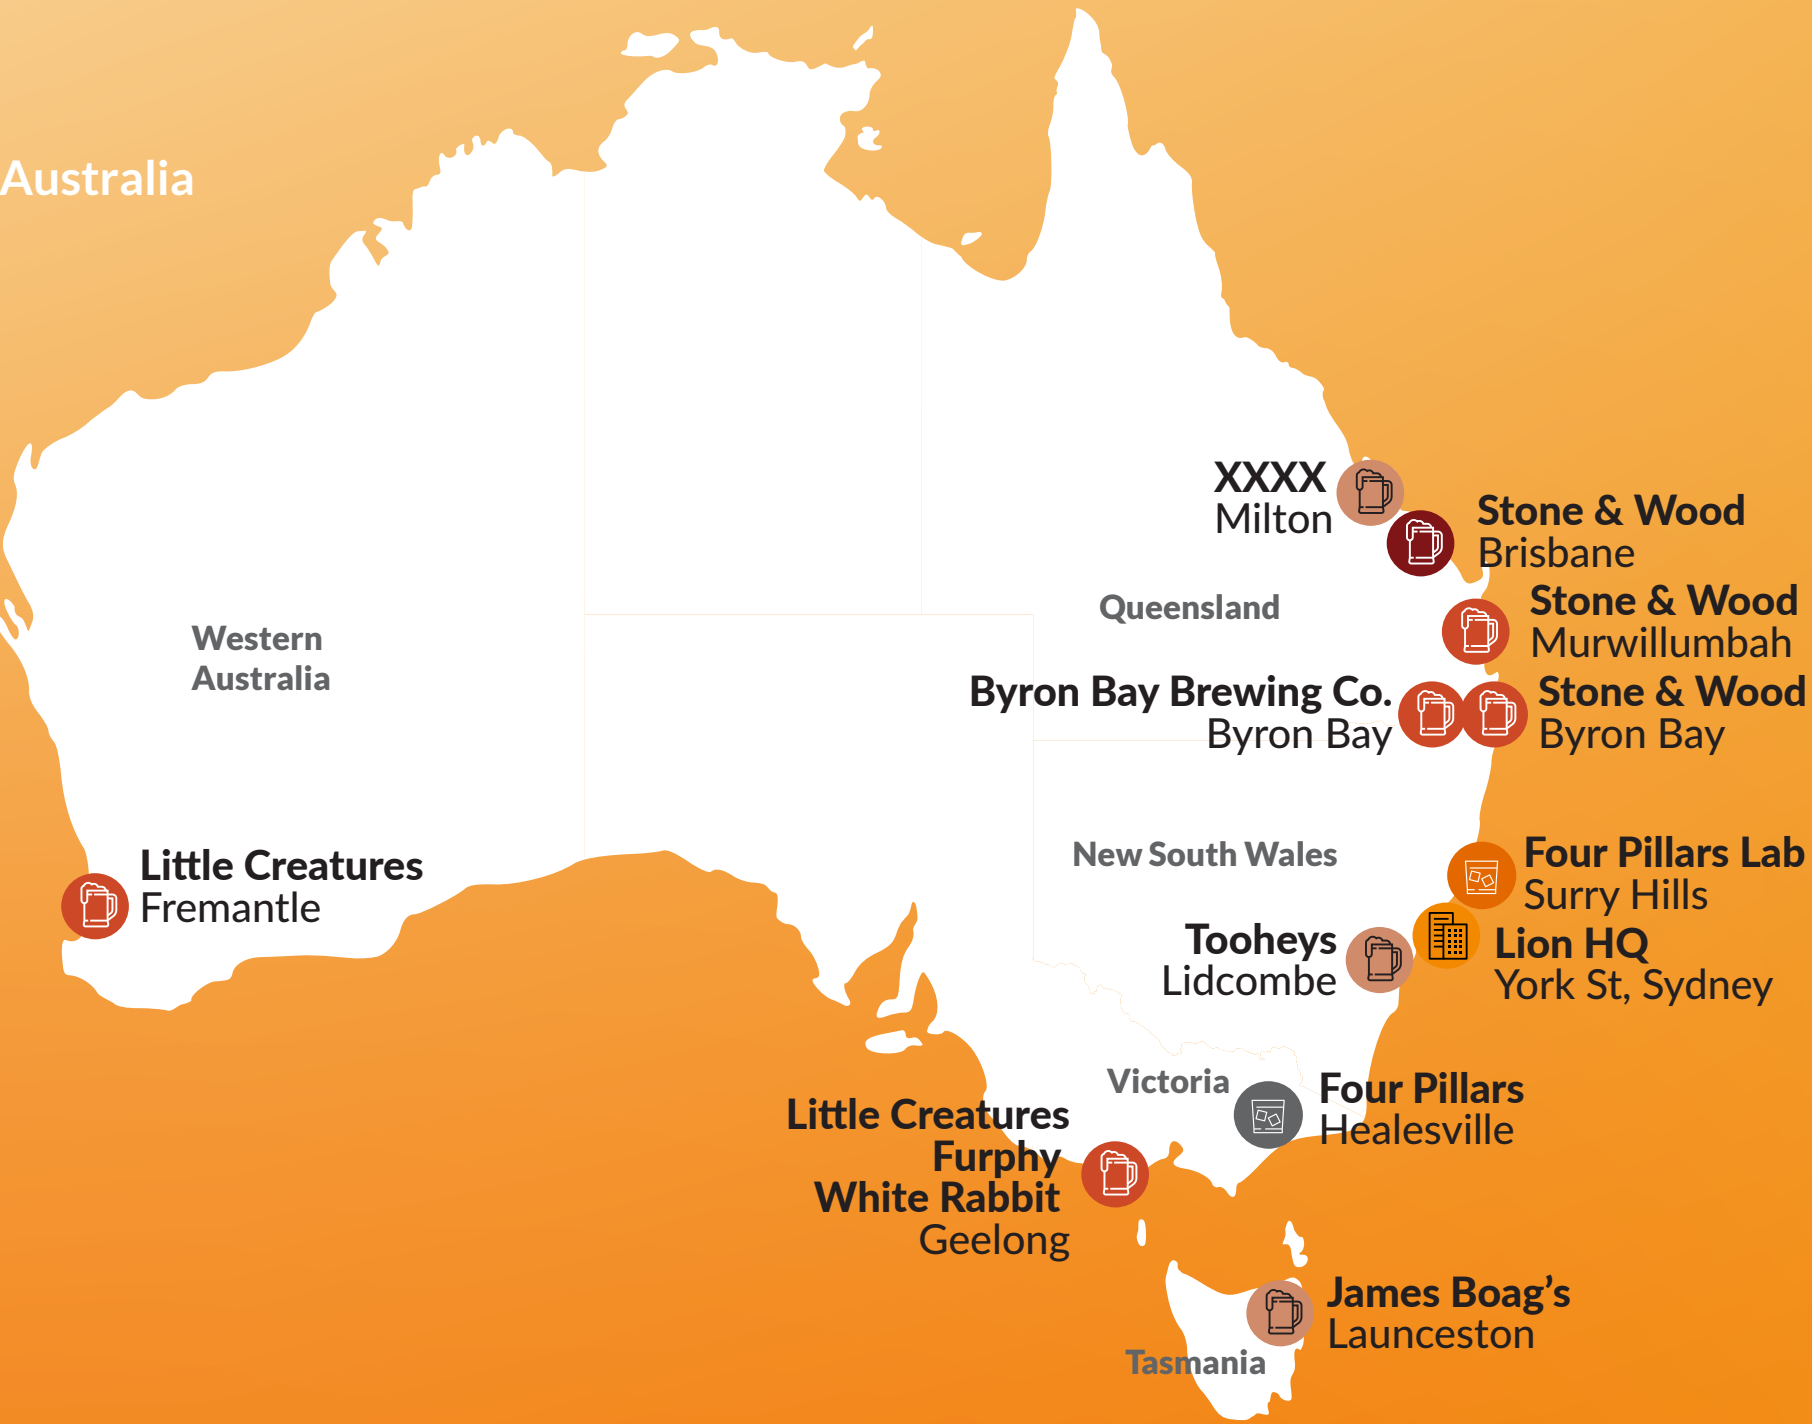 Australia
XXXX
Milton
Stone & Wood
Brisbane
Queensland
Stone & Wood
Murwillumbah
Western
Australia
Byron Bay Brewing Co.
Byron Bay
Stone & Wood
Byron Bay
Little Creatures
Fremantle
New South Wales
Four Pillars Lab
Surry Hills
Tooheys
Lidcombe
Lion HQ
York St, Sydney
Victoria
Four Pillars
Healesville
Little Creatures
Furphy
White Rabbit
Geelong
James Boag’s
Launceston
Tasmania